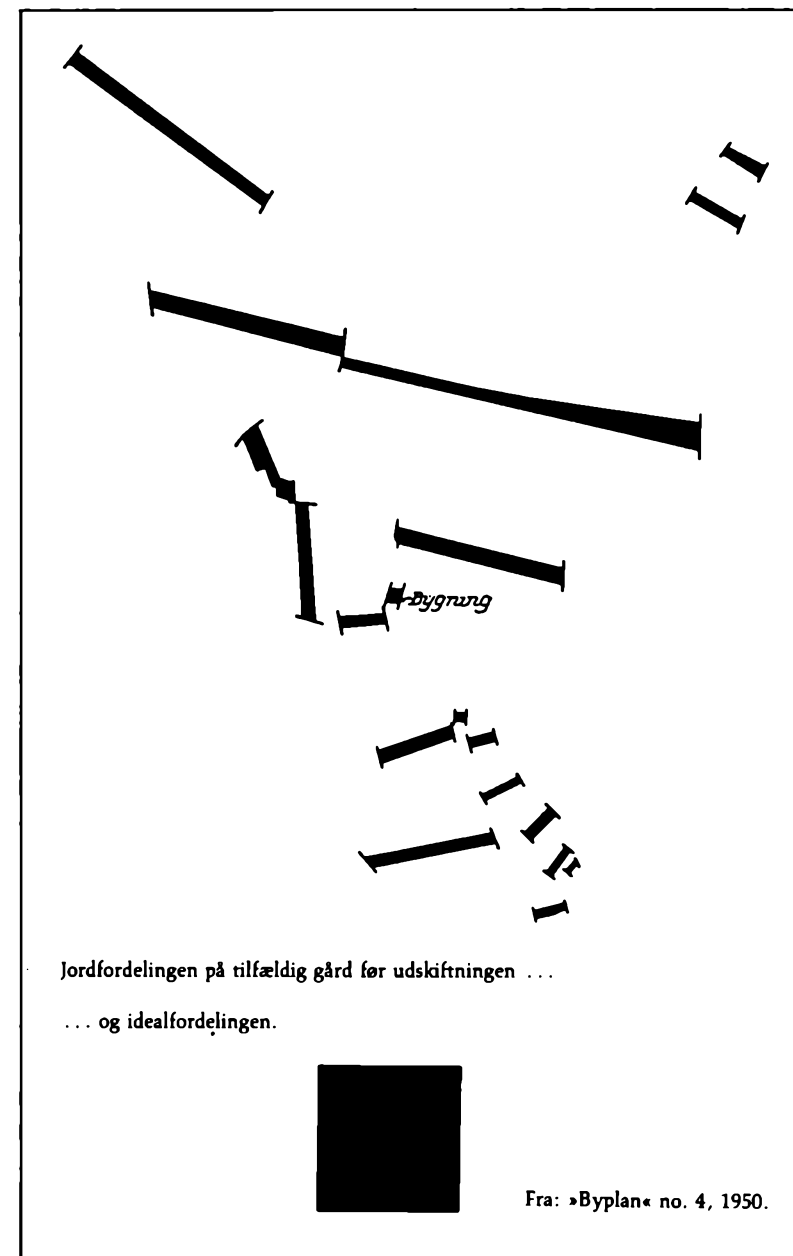 Bygning
Jordfordelingen på tilfældig gård før udskiftningen ...
... og idealfordelingen.
Fra: »Byplan« no. 4, 1950.